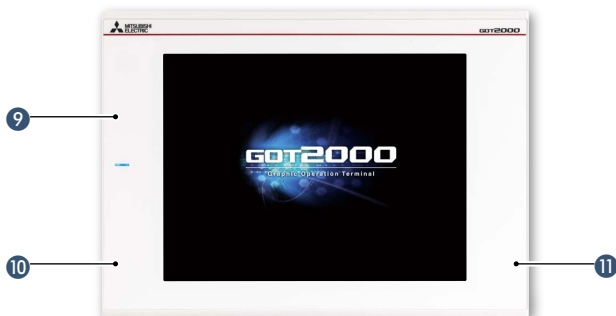 MITSUBISHI
ELECTRIC
GOT2000
9
GOT2000
Graphic Operation Terminal
10
11